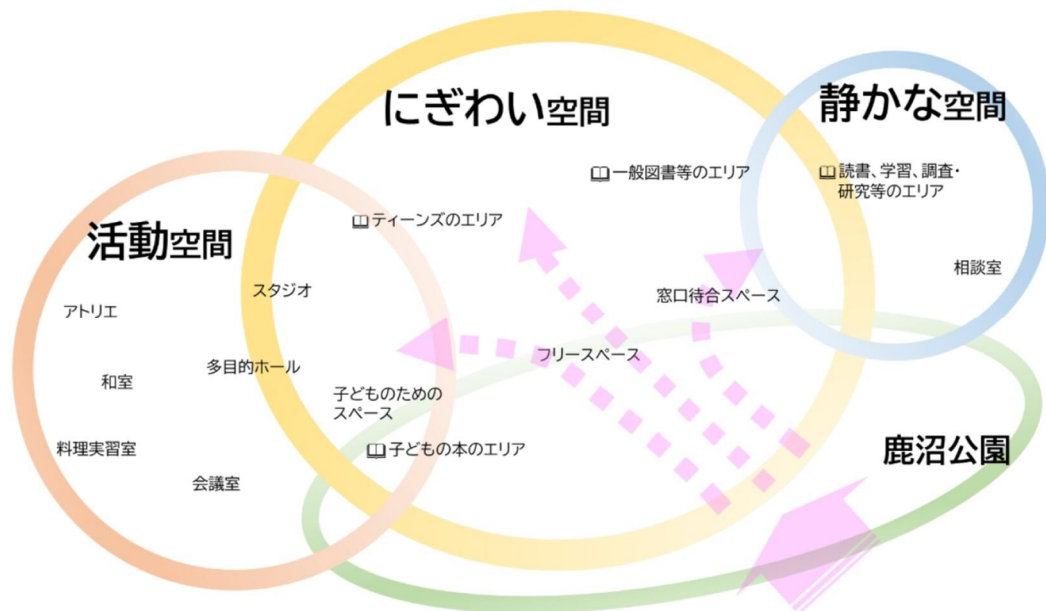 にぎわい空間
静かな空間
一般図書等のエリア
読書、学習、調査・
研究等のエリア
ティーンズのエリア
活動空間
相談室
スタジオ
窓口待合スペース
アトリエ
フリースペース
多目的ホール
和室
子どものための
スペース
料理実習室
子どもの本のエリア
鹿沼公園
会議室